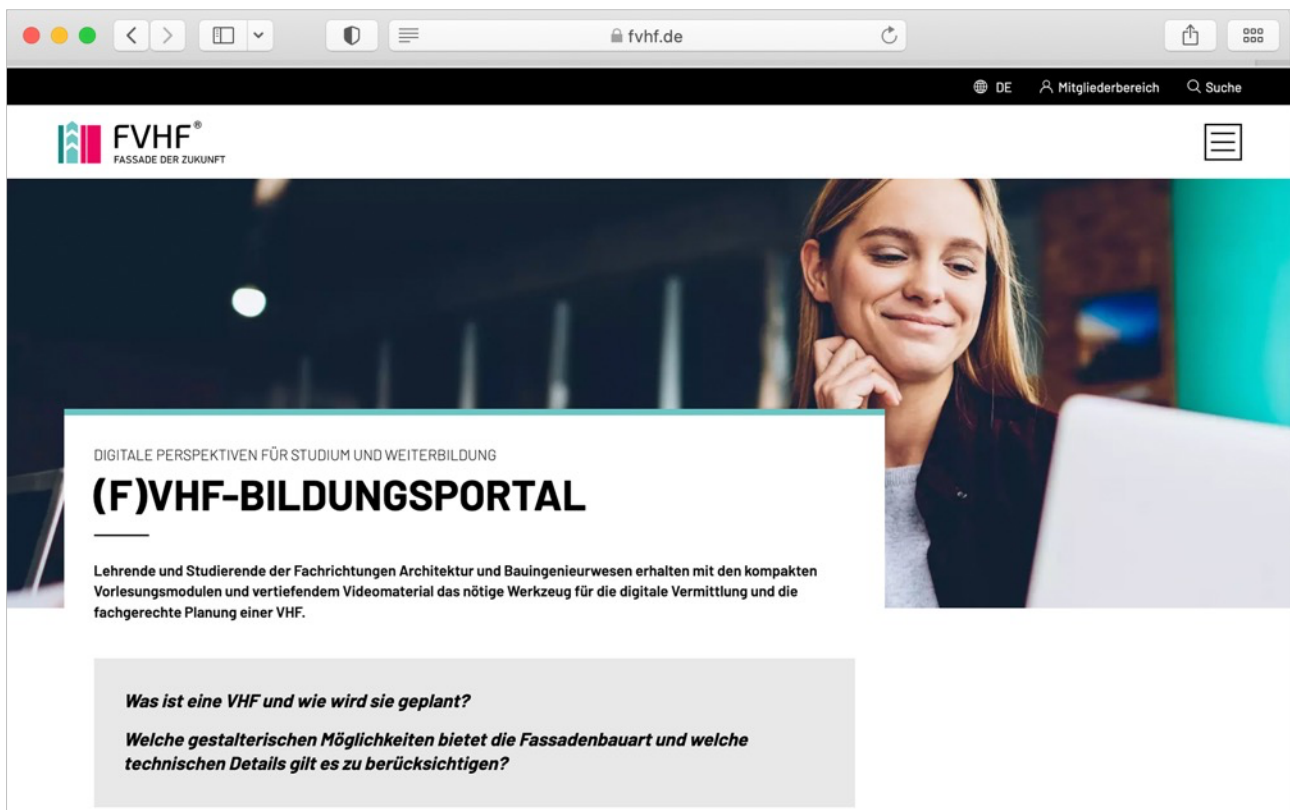 fvhf.de
DE Mitgliederbereich Suche
FVHF®
FASSADE DER ZUKUNFT
DIGITALE PERSPEKTIVEN FÜR STUDIUM UND WEITERBILDUNG
(F)VHF-BILDUNGSPORTAL
Lehrende und Studierende der Fachrichtungen Architektur und Bauingenieurwesen erhalten mit den kompakten
Vorlesungsmodulen und vertiefendem Videomaterial das nötige Werkzeug für die digitale Vermittlung und die
fachgerechte Planung einer VHF.
Was ist eine VHF und wie wird sie geplant?
Welche gestalterischen Möglichkeiten bietet die Fassadenbauart und welche
technischen Details gilt es zu berücksichtigen?